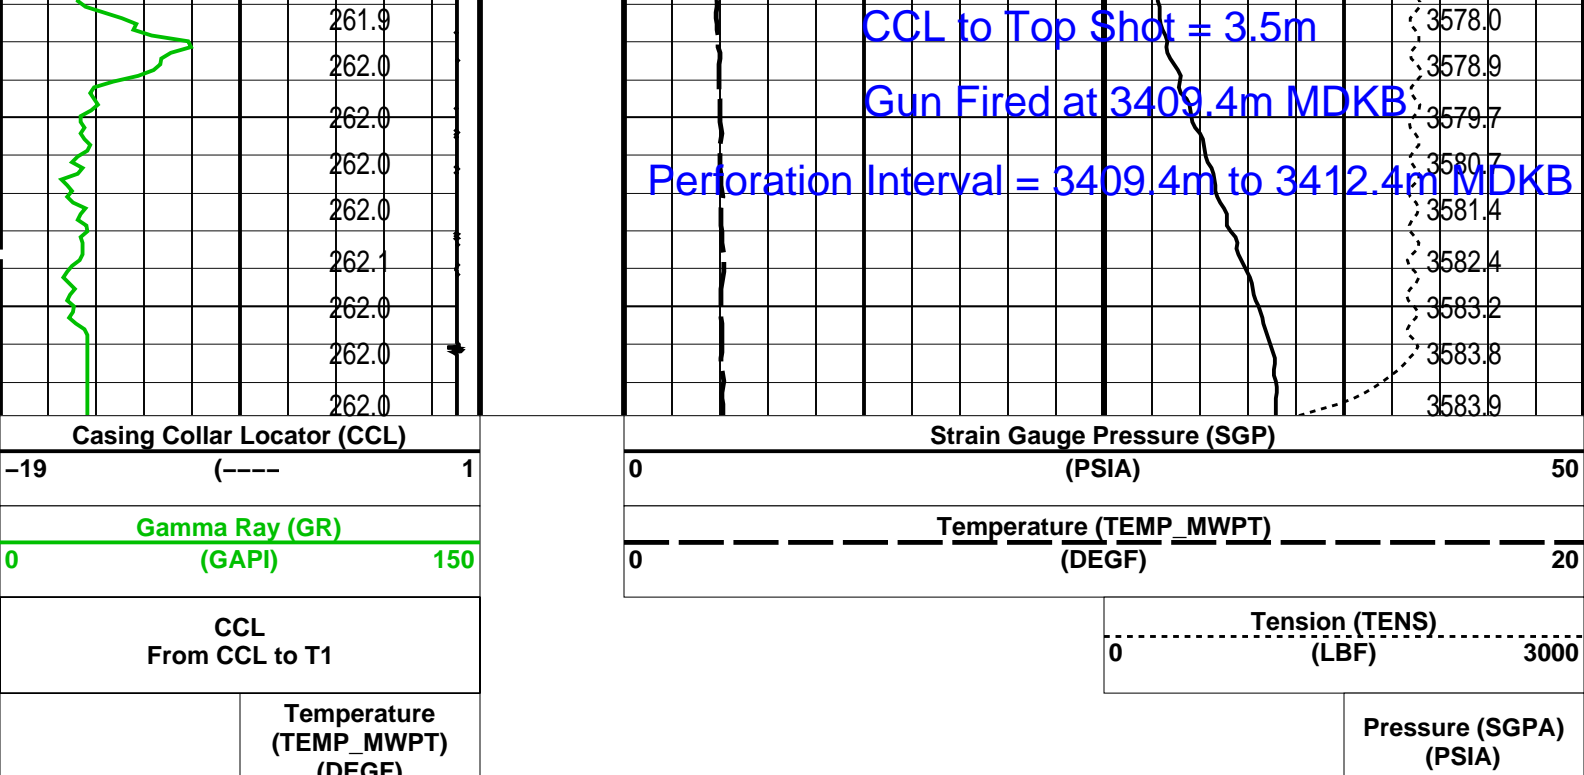 261.9
262.0
262.0
262.0
262.0
262.1
262.0
262.0
262.0
CCL to Top Shot = 3.5m
Gun Fired at 3409.4m MDKB
Perforation Interval = 3409.4m to 3412.4m MDKB
3578.0
3578.9
3579.7
3580.7
3581.4
3582.4
3583.2
3583.8
3583.9
Casing Collar Locator (CCL)
−19 (−−−− 1
Gamma Ray (GR)
0 (GAPI) 150
CCL
From CCL to T1
Temperature
(TEMP_MWPT)
(DEGF)
Strain Gauge Pressure (SGP)
0 (PSIA) 50
Temperature (TEMP_MWPT)
0 (DEGF) 20
Tension (TENS)
0 (LBF) 3000
Pressure (SGPA)
(PSIA)